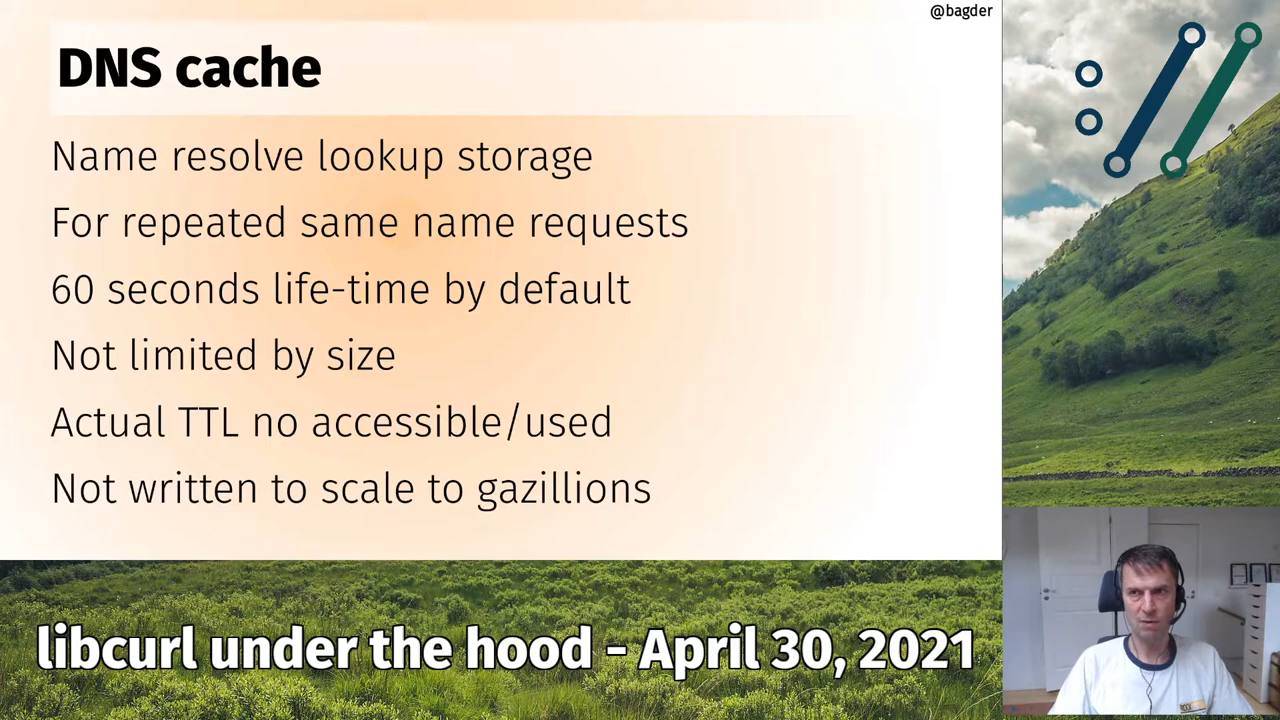 @bagder
DNS cache
Name resolve lookup storage
For repeated same name requests
60 seconds life-time by default
Not limited by size
Actual TTL no accessible/used
Not written to scale to gazillions
libcurl under the hood - April 30, 2021